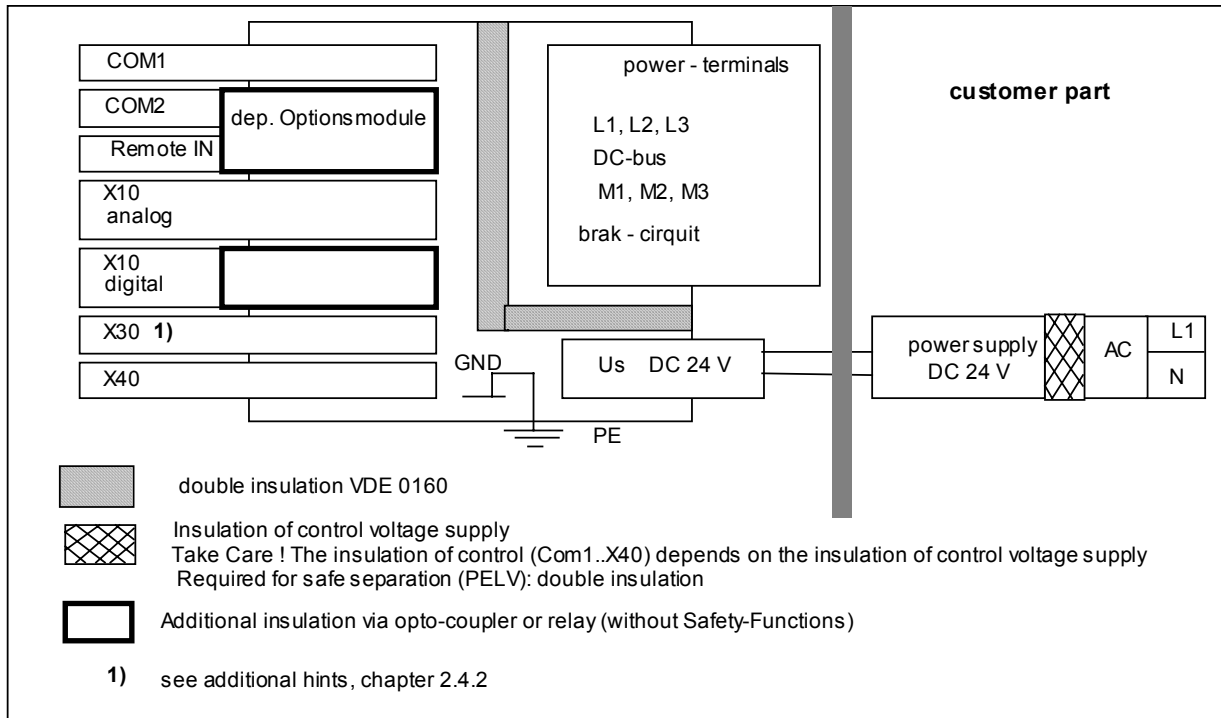 COM1
COM2
dep. Optionsmodule
Remote IN
X10
analog
X10
digital
X30 1)
X40
power - terminals
L1, L2, L3
DC-bus
M1, M2, M3
brak - cirquit
customer part
GND
PE
Us DC 24 V
power supply
DC 24 V
AC
L1
N
double insulation VDE 0160
Insulation of control voltage supply
Take Care ! The insulation of control (Com1..X40) depends on the insulation of control voltage supply
Required for safe separation (PELV): double insulation
Additional insulation via opto-coupler or relay (without Safety-Functions)
1) see additional hints, chapter 2.4.2